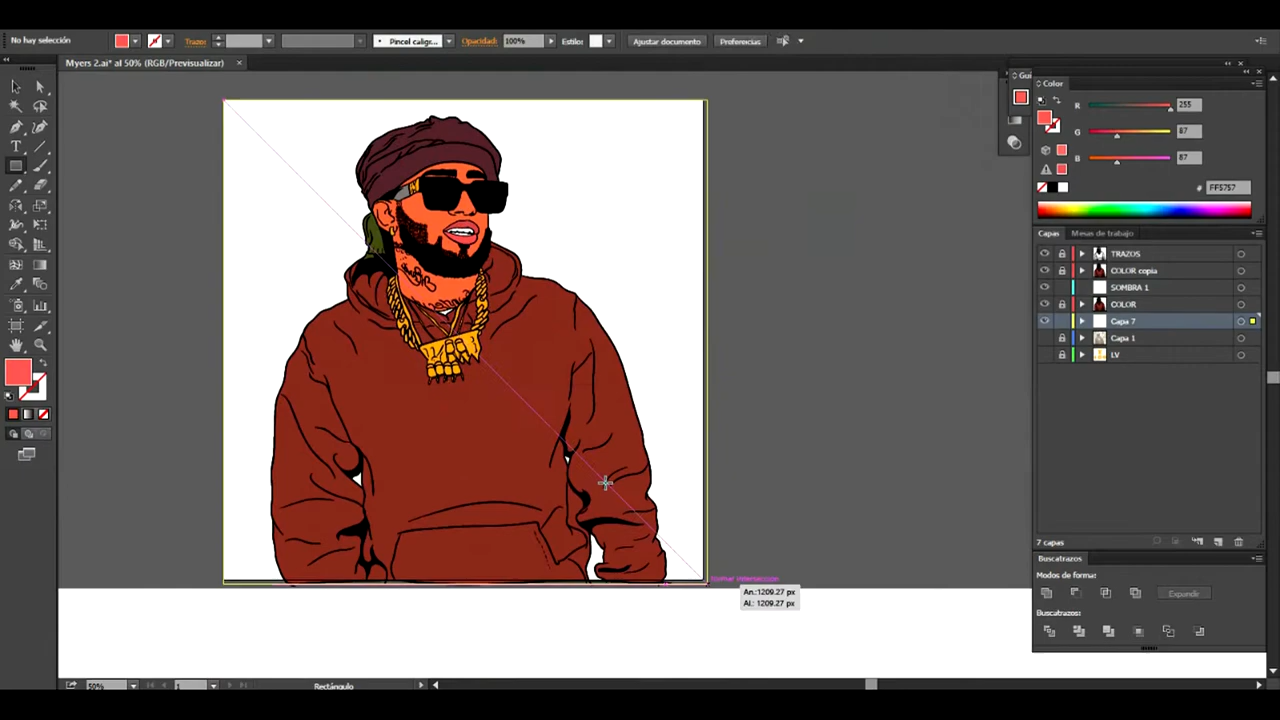 No hay selección
Trazo:
Pincel caligr...
Opacidad:
100%
Estilo:
Ajustar documento
Preferencias
Myers 2.ai* al 50% (RGB/Previsualizar)
×
Color
R 255
G 87
B 87
# FF5757
Capas
Mesas de trabajo
TRAZOS
COLOR copia
SOMBRA 1
COLOR
Capa 7
Capa 1
LV
7 capas
Buscatrazos
Modos de forma:
Expandir
Buscatrazos:
An.:1209.27 px
Al.: 1209.27 px
50%
1
Rectángulo